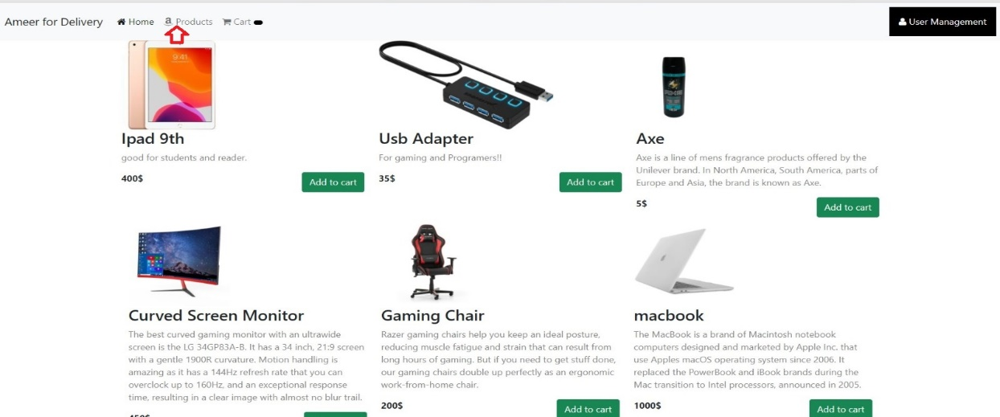 Ameer for Delivery Home Products Cart User Management
9:41
Ipad 9th
good for students and reader.
400$ Add to cart
Usb Adapter
For gaming and Programers!!
35$ Add to cart
Axe
Axe is a line of mens fragrance products offered by the
Unilever brand. In North America, South America, parts of
Europe and Asia, the brand is known as Axe.
5$ Add to cart
Curved Screen Monitor
The best curved gaming monitor with an ultrawide
screen is the LG 34GP83A-B. It has a 34 inch, 21:9 screen
with a gentle 1900R curvature. Motion handling is
amazing as it has a 144Hz refresh rate that you can
overclock up to 160Hz, and an exceptional response
time, resulting in a clear image with almost no blur trail.
450$
Gaming Chair
Razer gaming chairs help you keep an ideal posture,
reducing muscle fatigue and strain that can result from
long hours of gaming. But if you need to get stuff done,
our gaming chairs double up perfectly as an ergonomic
work-from-home chair.
200$ Add to cart
macbook
The MacBook is a brand of Macintosh notebook
computers designed and marketed by Apple Inc. that
use Apples macOS operating system since 2006. It
replaced the PowerBook and iBook brands during the
Mac transition to Intel processors, announced in 2005.
1000$ Add to cart